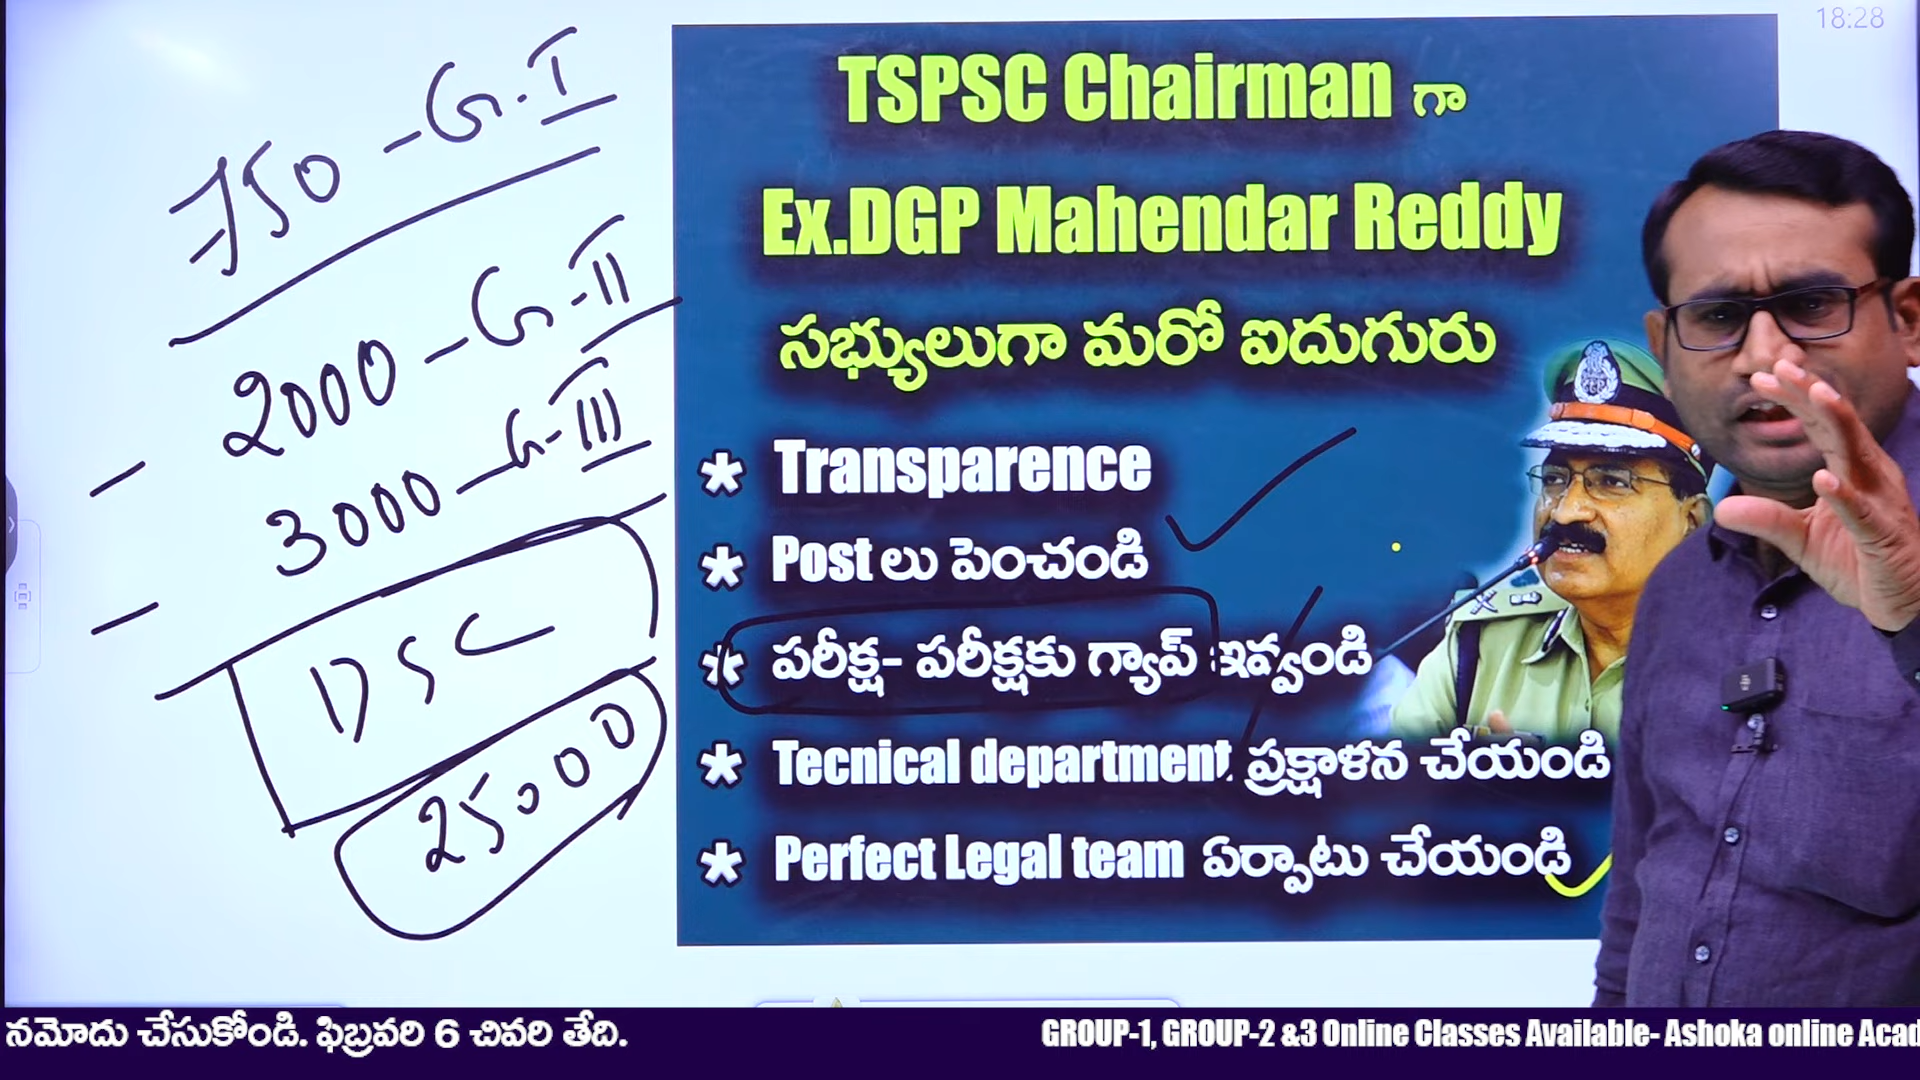 18:28
750 - G.I
2000 - G-II
3000 - G-III
DSC
25000
TSPSC Chairman గా
Ex.DGP Mahendar Reddy
సభ్యులుగా మరో ఐదుగురు
* Transparence
* Post లు పెంచండి
* పరీక్ష- పరీక్షకు గ్యాప్ ఇవ్వండి
* Tecnical department ప్రక్షాళన చేయండి
* Perfect Legal team ఏర్పాటు చేయండి
నమోదు చేసుకోండి. ఫిబ్రవరి 6 చివరి తేది.
GROUP-1, GROUP-2 &3 Online Classes Available- Ashoka online Acad